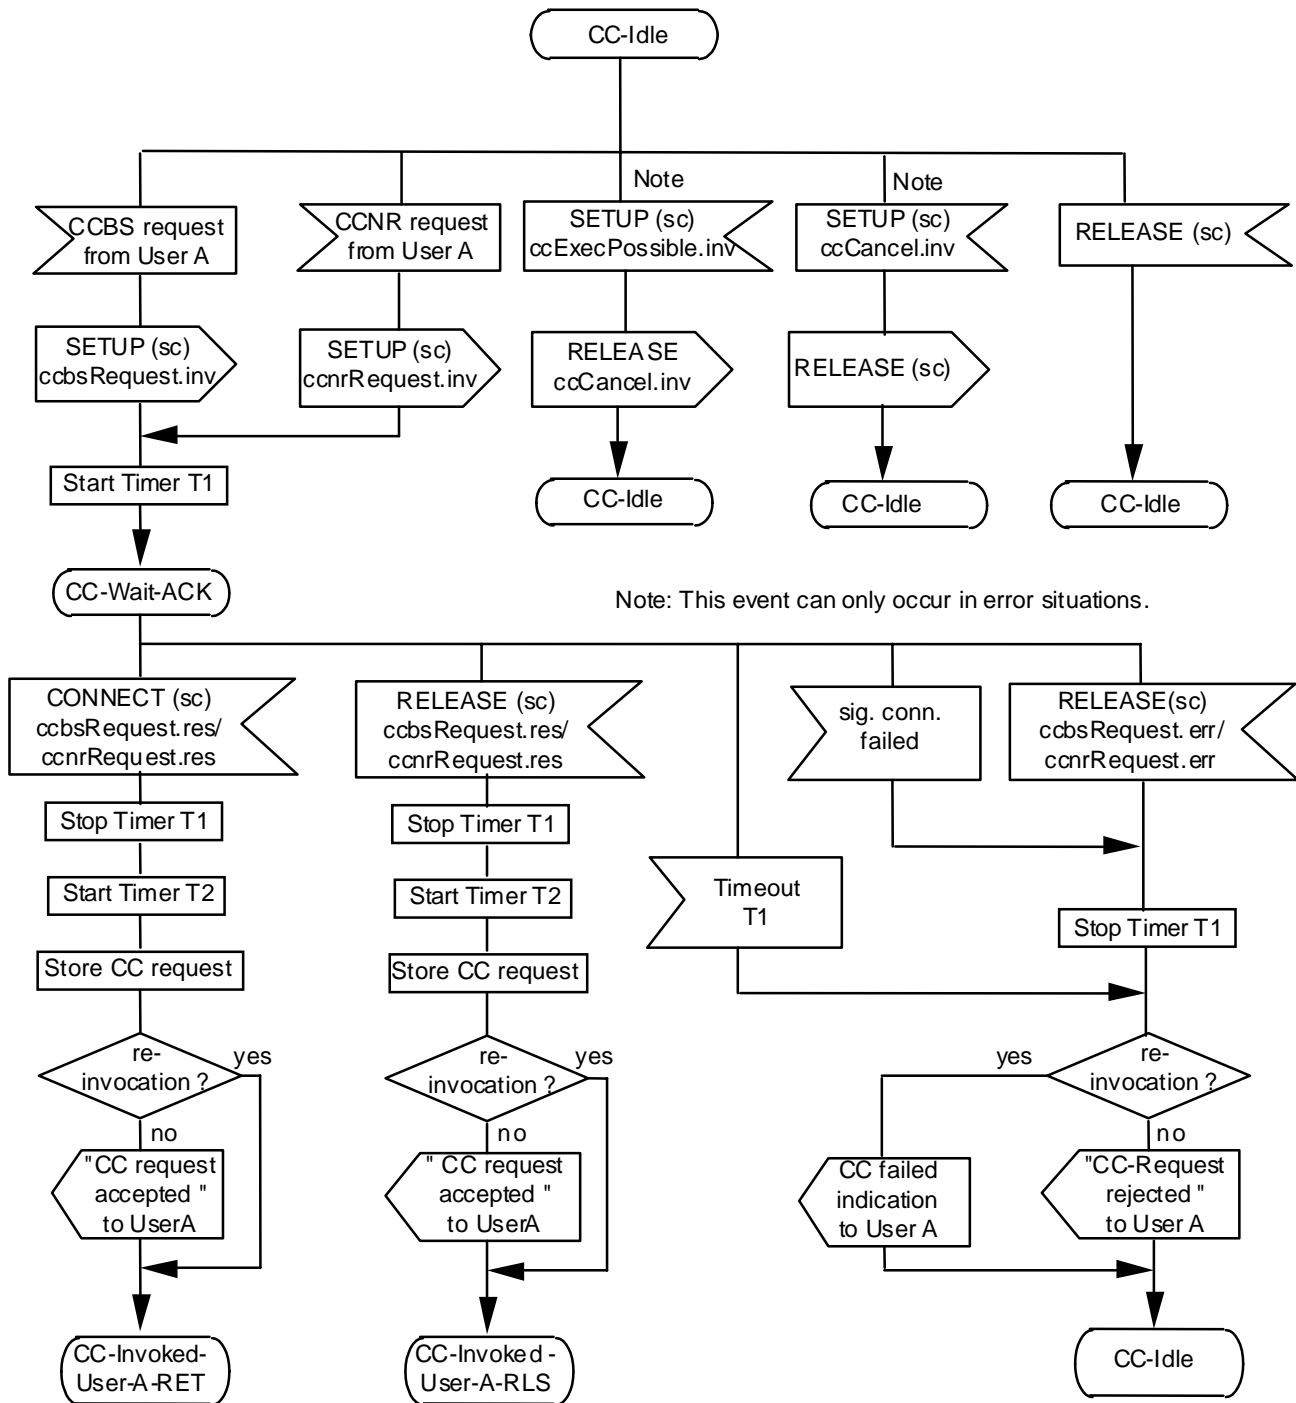 CC-Idle
Note
Note
CCBS request
from User A
CCNR request
from User A
SETUP (sc)
ccExecPossible.inv
SETUP (sc)
ccCancel.inv
RELEASE (sc)
SETUP (sc)
ccbsRequest.inv
SETUP (sc)
ccnrRequest.inv
RELEASE
ccCancel.inv
RELEASE (sc)
Start Timer T1
CC-Idle
CC-Idle
CC-Idle
CC-Wait-ACK
Note: This event can only occur in error situations.
CONNECT (sc)
ccbsRequest.res/
ccnrRequest.res
RELEASE (sc)
ccbsRequest.res/
ccnrRequest.res
sig. conn.
failed
RELEASE(sc)
ccbsRequest.err/
ccnrRequest.err
Stop Timer T1
Stop Timer T1
Start Timer T2
Start Timer T2
Timeout
T1
Stop Timer T1
Store CC request
Store CC request
re-
invocation ?
yes
re-
invocation ?
yes
yes
re-
invocation ?
no
no
no
"CC request
accepted "
to UserA
" CC request
accepted "
to UserA
CC failed
indication
to User A
"CC-Request
rejected "
to User A
CC-Invoked-
User-A-RET
CC-Invoked -
User-A-RLS
CC-Idle